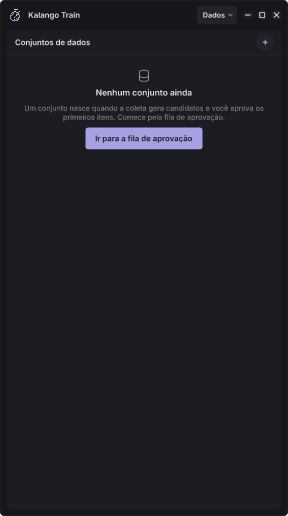 Kalango Train
Dados
Conjuntos de dados
Nenhum conjunto ainda
Um conjunto nasce quando a coleta gera candidatos e você aprova os
primeiros itens. Comece pela fila de aprovação.
Ir para a fila de aprovação